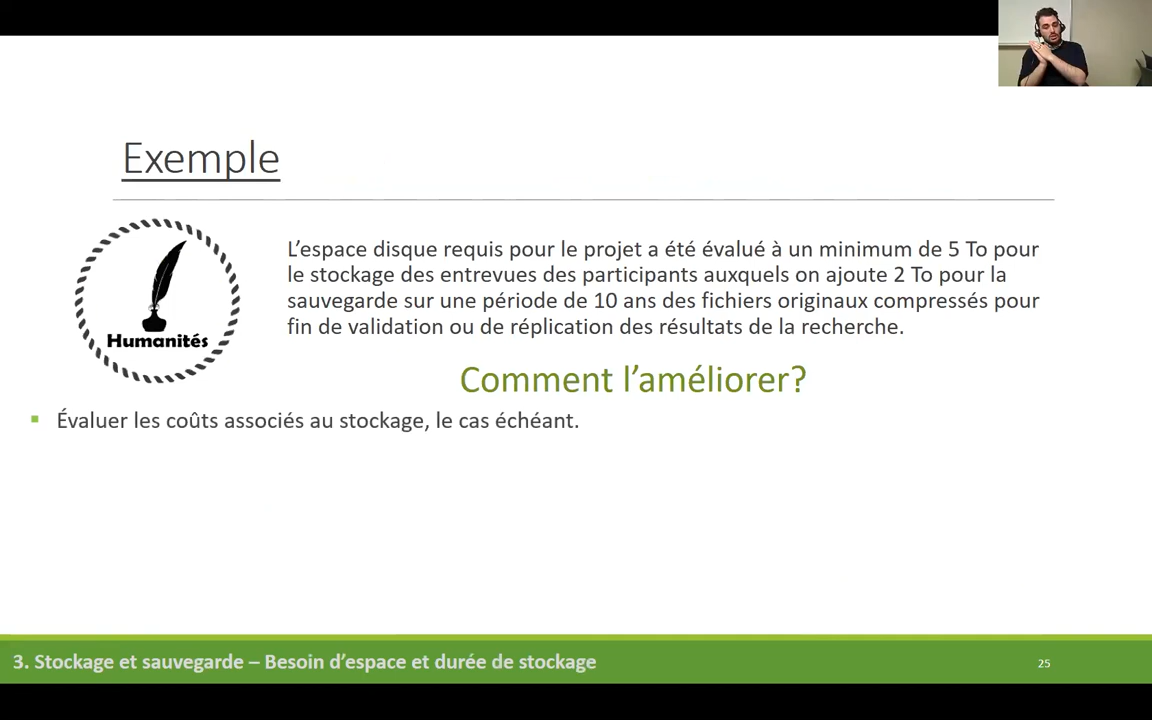 Exemple
Humanités
L’espace disque requis pour le projet a été évalué à un minimum de 5 To pour
le stockage des entrevues des participants auxquels on ajoute 2 To pour la
sauvegarde sur une période de 10 ans des fichiers originaux compressés pour
fin de validation ou de réplication des résultats de la recherche.
Comment l’améliorer?
Évaluer les coûts associés au stockage, le cas échéant.
3. Stockage et sauvegarde – Besoin d’espace et durée de stockage
25